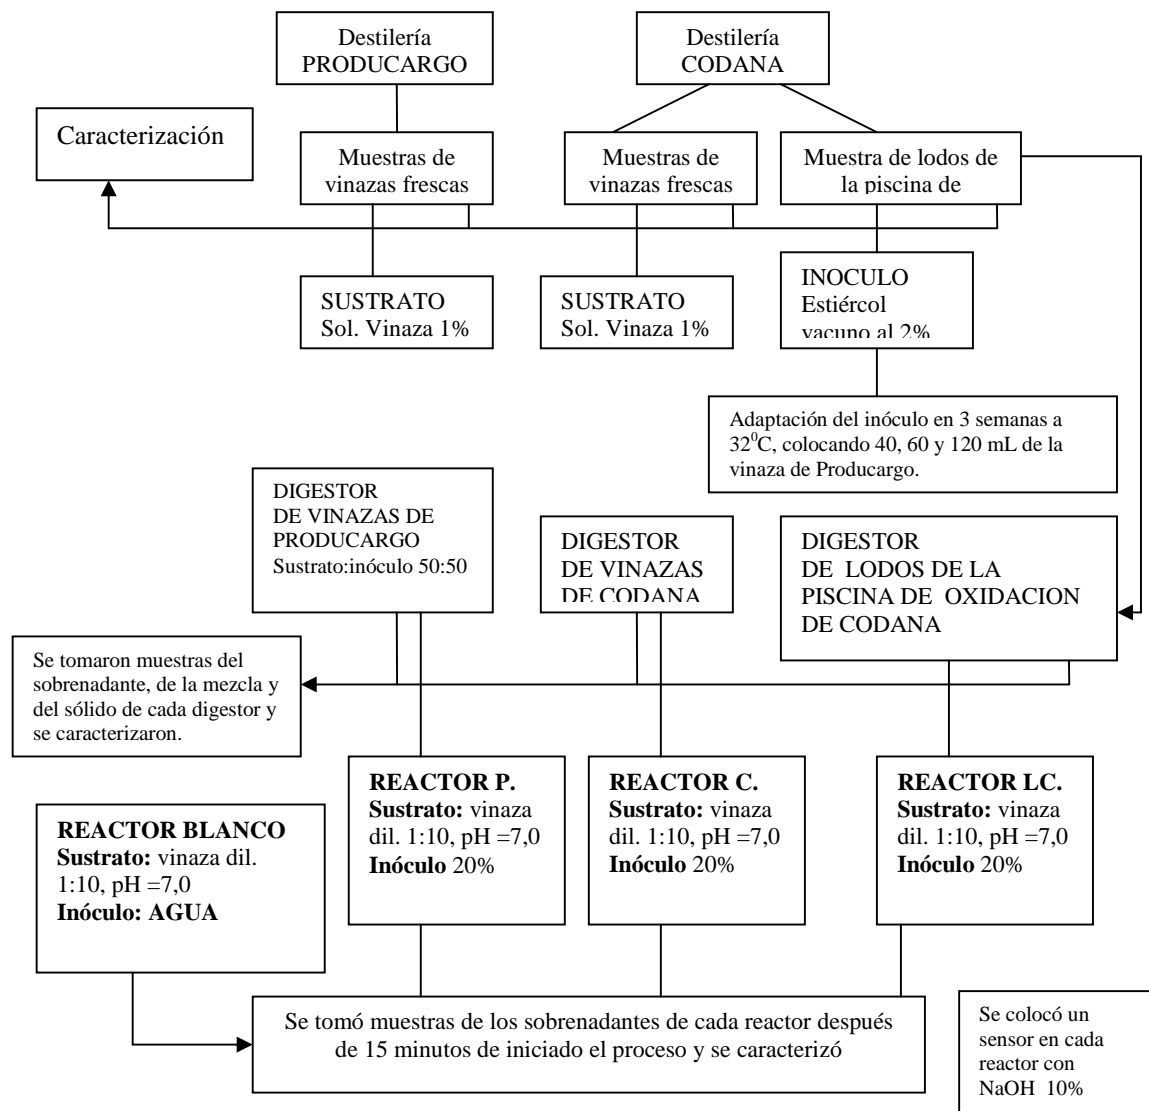 Destilería
PRODUCARGO
Destilería
CODANA
Caracterización
Muestras de
vinazas frescas
Muestras de
vinazas frescas
Muestra de lodos de
la piscina de
SUSTRATO
Sol. Vinaza 1%
SUSTRATO
Sol. Vinaza 1%
INOCULO
Estiércol
vacuno al 2%
Adaptación del inóculo en 3 semanas a
32⁰C, colocando 40, 60 y 120 mL de la
vinaza de Producargo.
DIGESTOR
DE VINAZAS DE
PRODUCARGO
Sustrato:inóculo 50:50
DIGESTOR
DE VINAZAS
DE CODANA
DIGESTOR
DE LODOS DE LA
PISCINA DE OXIDACION
DE CODANA
Se tomaron muestras del
sobrenadante, de la mezcla y
del sólido de cada digestor y
se caracterizaron.
REACTOR BLANCO
Sustrato: vinaza dil.
1:10, pH =7,0
Inóculo: AGUA
REACTOR P.
Sustrato: vinaza
dil. 1:10, pH =7,0
Inóculo 20%
REACTOR C.
Sustrato: vinaza
dil. 1:10, pH =7,0
Inóculo 20%
REACTOR LC.
Sustrato: vinaza
dil. 1:10, pH =7,0
Inóculo 20%
Se tomó muestras de los sobrenadantes de cada reactor después
de 15 minutos de iniciado el proceso y se caracterizó
Se colocó un
sensor en cada
reactor con
NaOH 10%